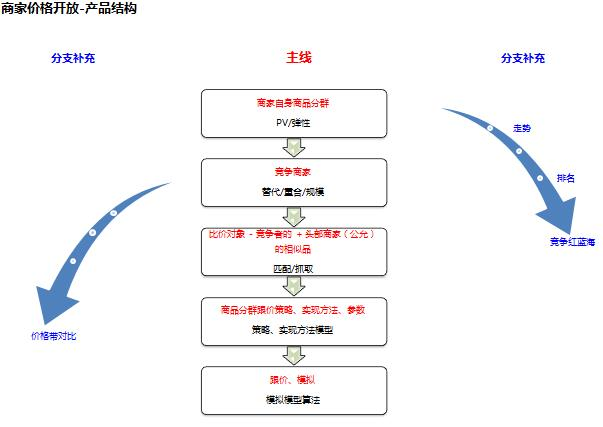 商家价格开放-产品结构
分支补充
主线
分支补充
商家自身商品分群
PV/弹性
竞争商家
替代/重合/规模
比价对象 - 竞争者的 + 头部商家（公允）
的相似品
匹配/抓取
商品分群跟价策略、实现方法、参数
策略、实现方法模型
跟价、模拟
模拟模型算法
走势
排名
竞争红蓝海
价格带对比